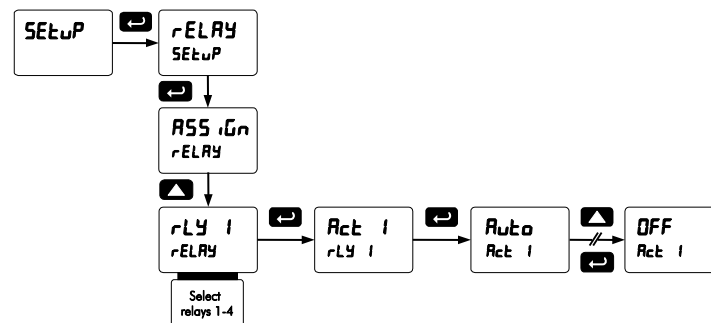 SEtuP
rELAY
SEtuP
ASSiGn
rELAY
rLY 1
rELAY
Act 1
rLY 1
Auto
Act 1
OFF
Act 1
Select
relays 1-4